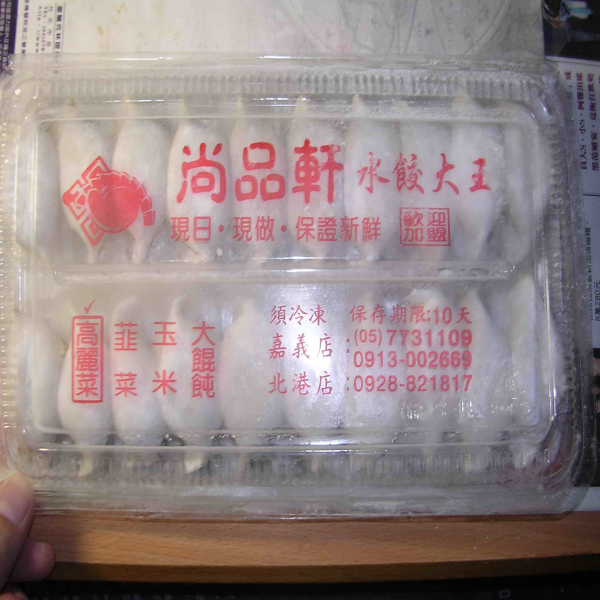 尚品軒 水餃大王
現日·現做·保證新鮮
歡迎
加盟
高麗菜
韮菜
玉米
大餛飩
須冷凍 保存期限:10天
嘉義店:(05)7731109
0913-002669
北港店:0928-821817